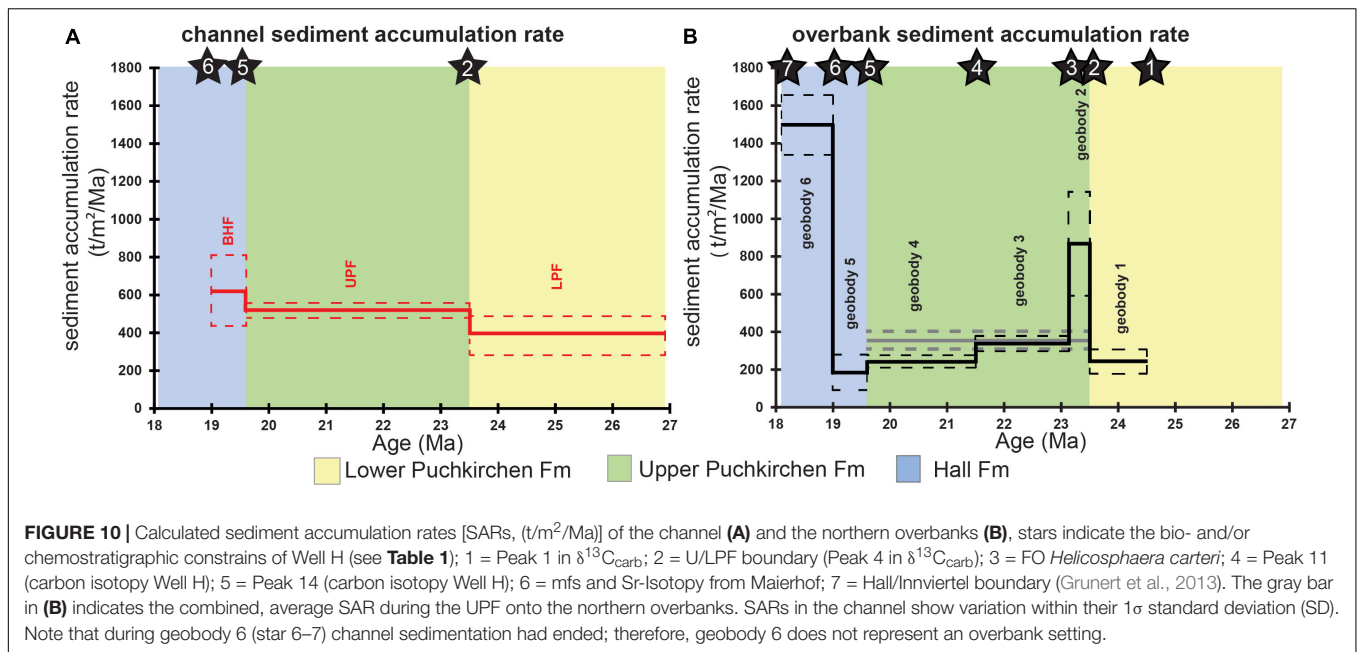 A
channel sediment accumulation rate
6
5
2
1800
1600
1400
1200
1000
800
600
400
200
0
sediment accumulation rate
(t/m²/Ma)
BHF
UPF
LPF
18 19 20 21 22 23 24 25 26 27
Age (Ma)
B
overbank sediment accumulation rate
7
6
5
4
3
2
1
1800
1600
1400
1200
1000
800
600
400
200
0
sediment accumulation rate
( t/m²/Ma)
geobody 6
geobody 5
geobody 4
geobody 3
geobody 2
geobody 1
18 19 20 21 22 23 24 25 26 27
Age (Ma)
Lower Puchkirchen Fm Upper Puchkirchen Fm Hall Fm
FIGURE 10 | Calculated sediment accumulation rates [SARs, (t/m²/Ma)] of the channel (A) and the northern overbanks (B), stars indicate the bio- and/or
chemostratigraphic constrains of Well H (see Table 1); 1 = Peak 1 in δ¹³C_carb; 2 = U/LPF boundary (Peak 4 in δ¹³C_carb); 3 = FO Helicosphaera carteri; 4 = Peak 11
(carbon isotopy Well H); 5 = Peak 14 (carbon isotopy Well H); 6 = mfs and Sr-Isotopy from Maierhof; 7 = Hall/Innviertel boundary (Grunert et al., 2013). The gray bar
in (B) indicates the combined, average SAR during the UPF onto the northern overbanks. SARs in the channel show variation within their 1σ standard deviation (SD).
Note that during geobody 6 (star 6–7) channel sedimentation had ended; therefore, geobody 6 does not represent an overbank setting.